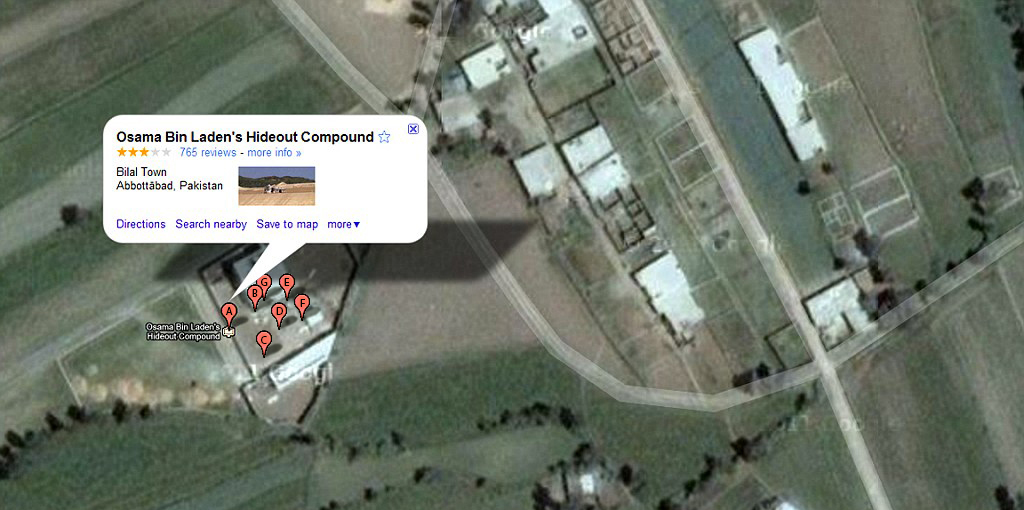 Osama Bin Laden's Hideout Compound
765 reviews - more info »
Bilal Town
Abbottābad, Pakistan
Directions Search nearby Save to map more▼
G
E
B
F
A
D
Osama Bin Laden's
Hideout Compound
C
Google